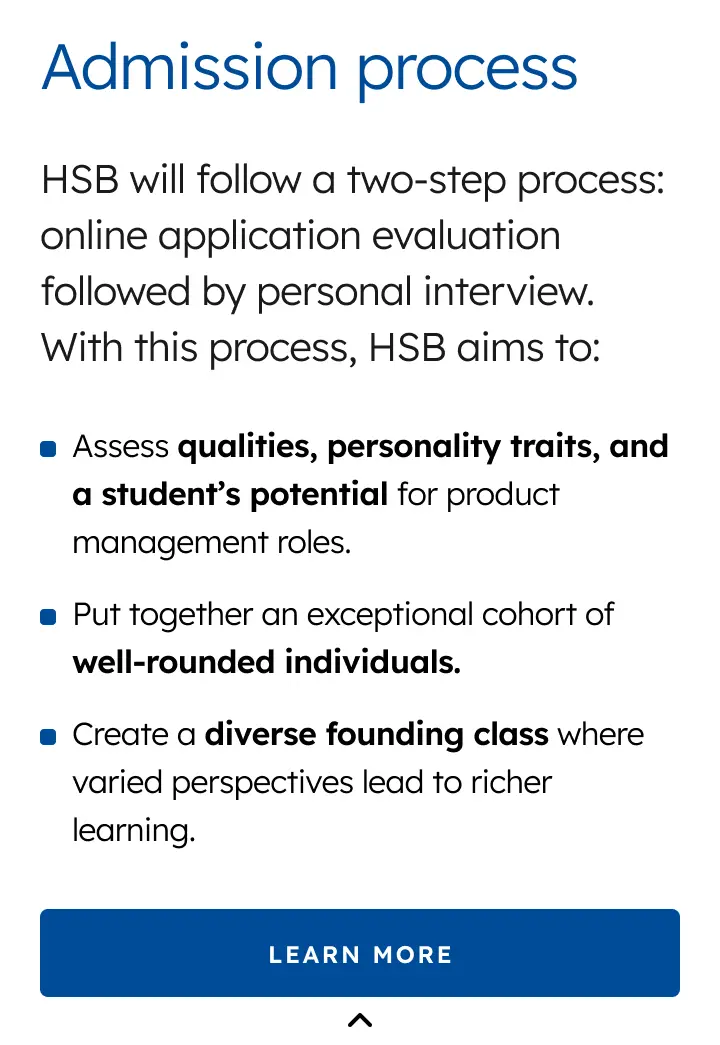 Admission process
HSB will follow a two-step process:
online application evaluation
followed by personal interview.
With this process, HSB aims to:
Assess qualities, personality traits, and
a student’s potential for product
management roles.
Put together an exceptional cohort of
well-rounded individuals.
Create a diverse founding class where
varied perspectives lead to richer
learning.
LEARN MORE